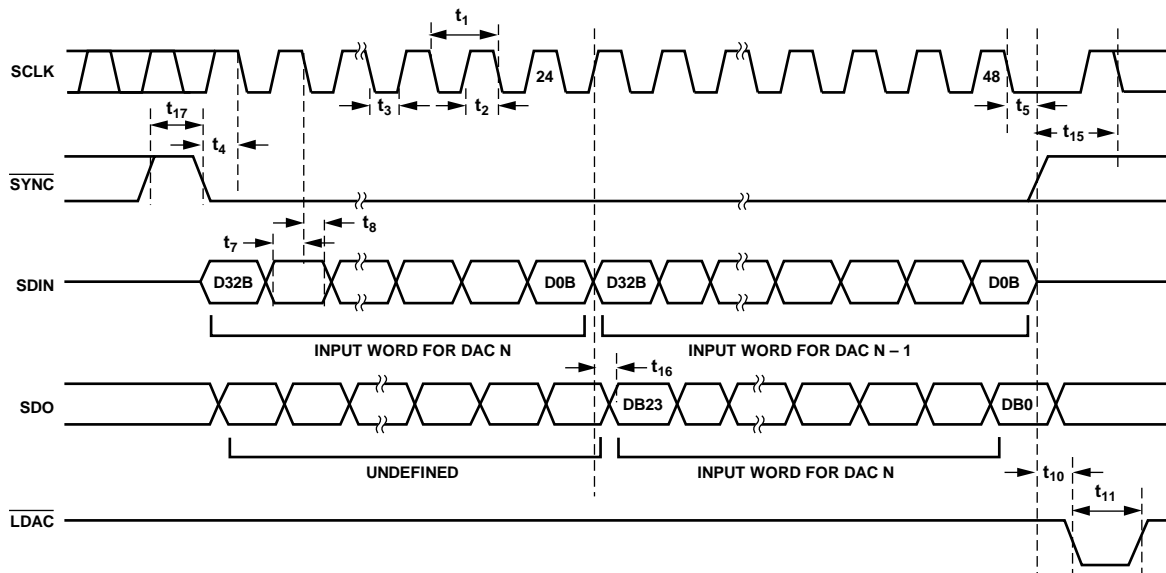 t1
SCLK
24
48
t3
t2
t5
t17
t4
t15
SYNC
t8
t7
SDIN
D32B
D0B
D32B
D0B
INPUT WORD FOR DAC N
INPUT WORD FOR DAC N – 1
t16
SDO
DB23
DB0
UNDEFINED
INPUT WORD FOR DAC N
t10
t11
LDAC